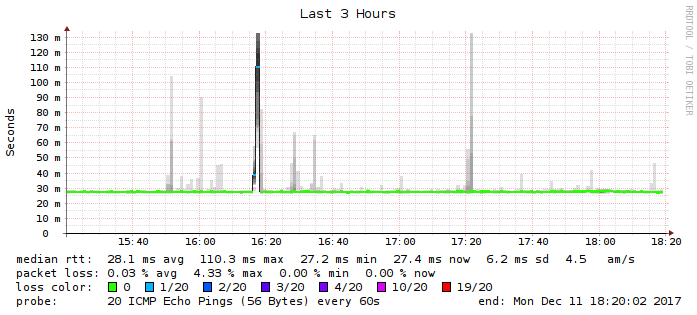 Last 3 Hours
RRDTOOL / TOBI OETIKER
Seconds
130 m
120 m
110 m
100 m
90 m
80 m
70 m
60 m
50 m
40 m
30 m
20 m
10 m
0
15:40 16:00 16:20 16:40 17:00 17:20 17:40 18:00 18:20
median rtt: 28.1 ms avg 110.3 ms max 27.2 ms min 27.4 ms now 6.2 ms sd 4.5 am/s
packet loss: 0.03 % avg 4.33 % max 0.00 % min 0.00 % now
loss color: 0 1/20 2/20 3/20 4/20 10/20 19/20
probe: 20 ICMP Echo Pings (56 Bytes) every 60s end: Mon Dec 11 18:20:02 2017